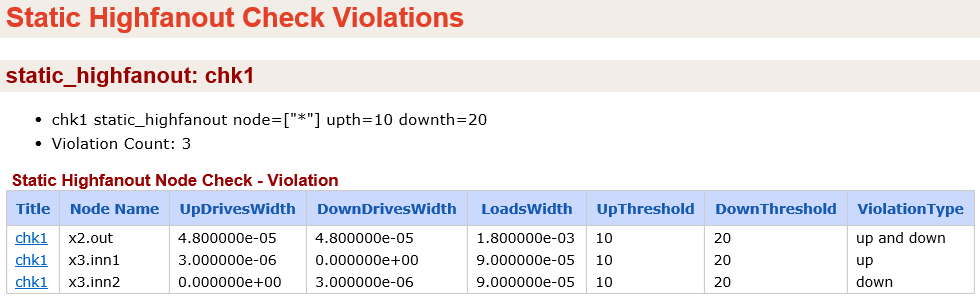 Static Highfanout Check Violations
static_highfanout: chk1
• chk1 static_highfanout node=["*"] upth=10 downth=20
• Violation Count: 3
Static Highfanout Node Check - Violation
Title Node Name UpDrivesWidth DownDrivesWidth LoadsWidth UpThreshold DownThreshold ViolationType
chk1 x2.out 4.800000e-05 4.800000e-05 1.800000e-03 10 20 up and down
chk1 x3.inn1 3.000000e-06 0.000000e+00 9.000000e-05 10 20 up
chk1 x3.inn2 0.000000e+00 3.000000e-06 9.000000e-05 10 20 down